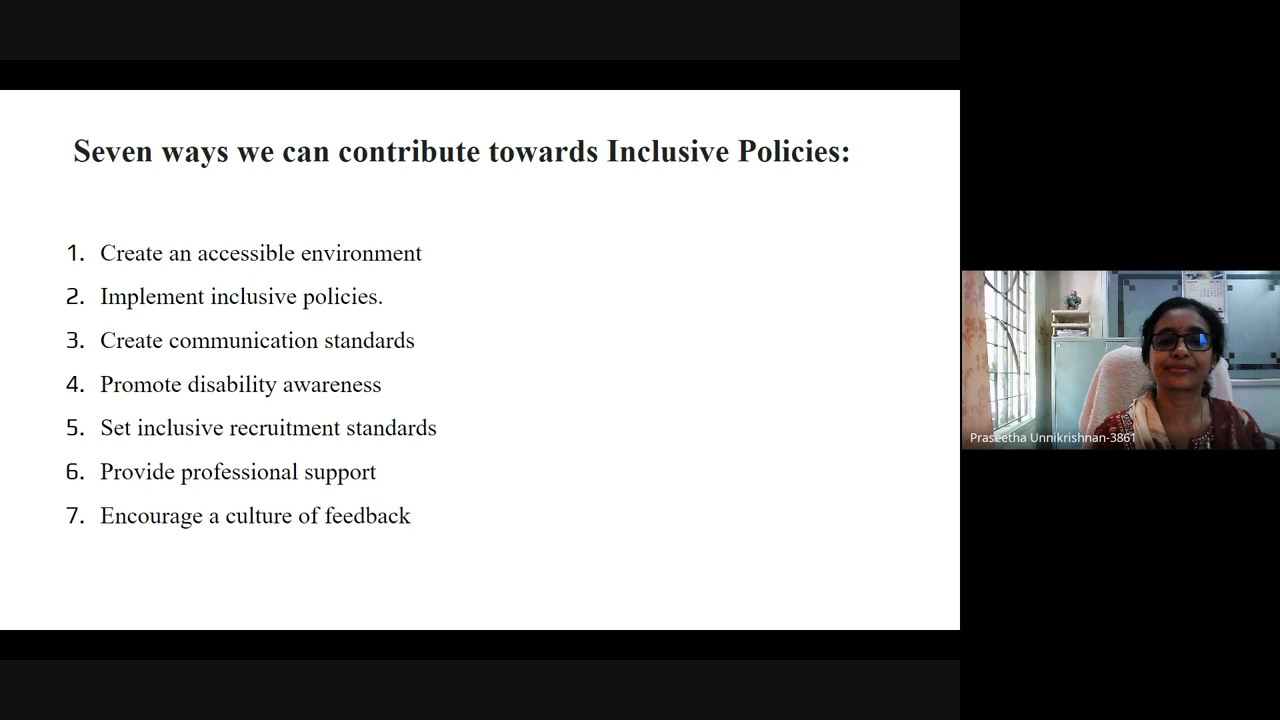 Seven ways we can contribute towards Inclusive Policies:
1. Create an accessible environment
2. Implement inclusive policies.
3. Create communication standards
4. Promote disability awareness
5. Set inclusive recruitment standards
6. Provide professional support
7. Encourage a culture of feedback
Praseetha Unnikrishnan-3861